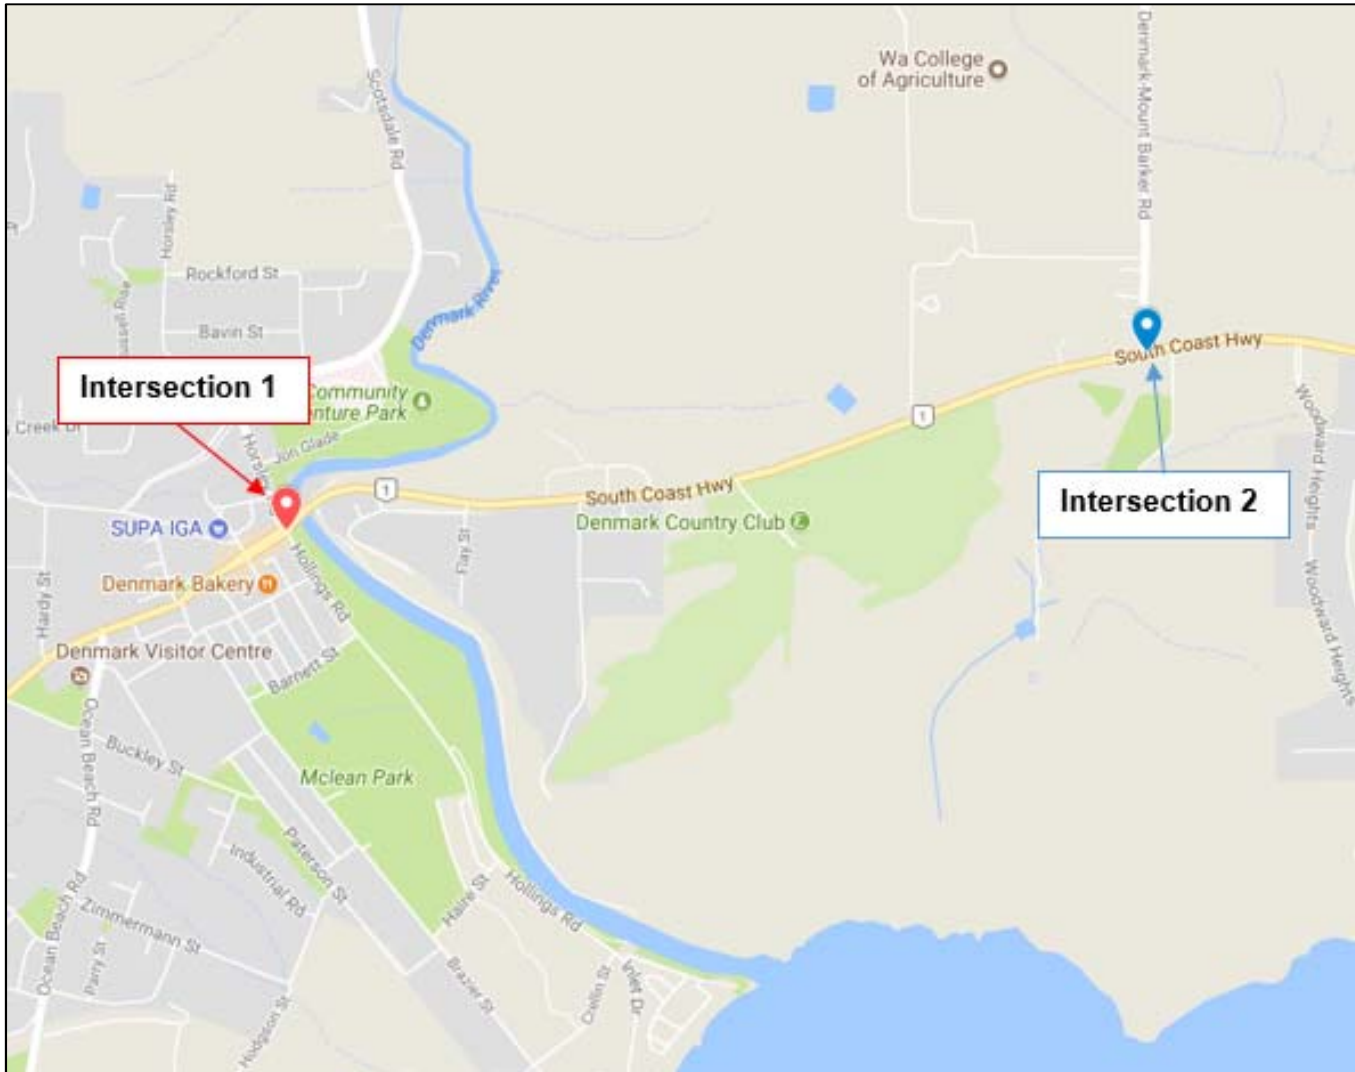 Denmark-Mount Barker Rd
Wa College
of Agriculture
Scotsdale Rd
Horsley Rd
Rockford St
Denmark River
Bavin St
South Coast Hwy
Intersection 1
Community
Park
1
Creek
Jon Glade
Woodward Heights
1
South Coast Hwy
Intersection 2
SUPA IGA
Denmark Country Club
Flay St
Hollings Rd
Denmark Bakery
Hardy St
Woodward Heights
Denmark Visitor Centre
Barnett St
Ocean Beach Rd
Buckley St
Mclean Park
Paterson St
Industrial Rd
Haire St
Hollings Rd
Ocean Beach Rd
Zimmermann St
Parry St
Brazier St
Crellin St
Inlet Dr
Hodgson St